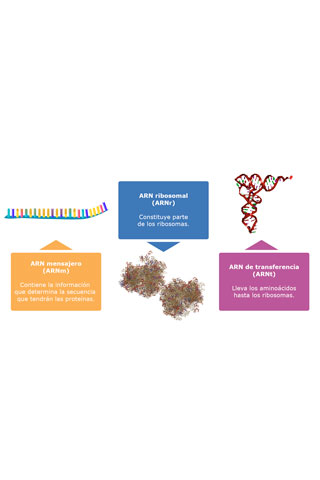 ARN ribosomal
(ARNr)
Constituye parte
de los ribosomas.
ARN mensajero
(ARNm)
Contiene la información
que determina la secuencia
que tendrán las proteínas.
ARN de transferencia
(ARNt)
Lleva los aminoácidos
hasta los ribosomas.